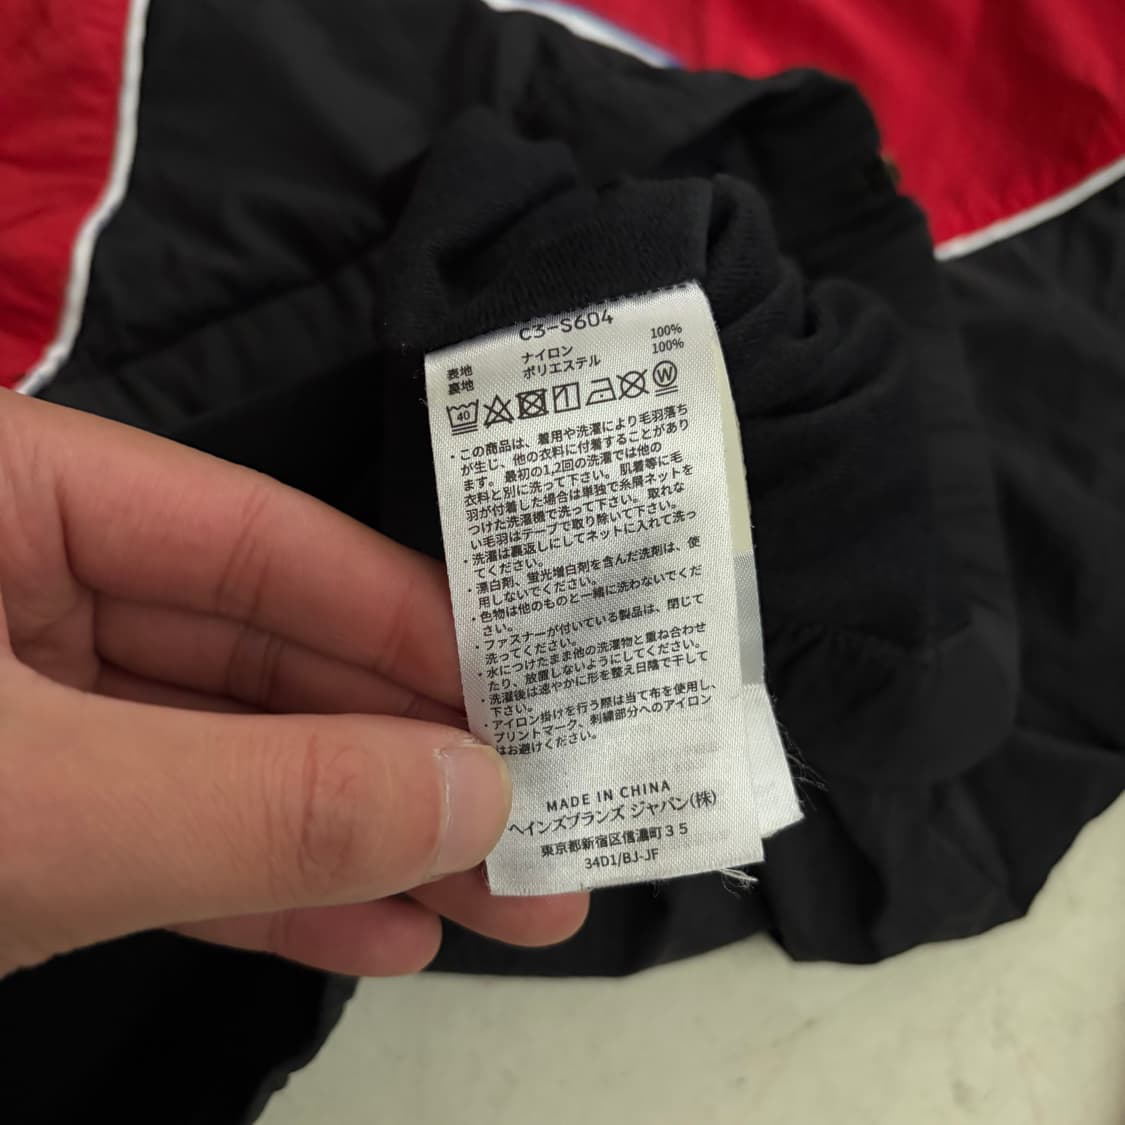 C3-S604
表地 ナイロン 100%
裏地 ポリエステル 100%
40
W
・この商品は、着用や洗濯により毛羽落ち
が生じ、他の衣料に付着することがあり
ます。最初の1,2回の洗濯では他の
衣料と別に洗って下さい。肌着等に毛
羽が付着した場合は単独で糸屑ネットを
つけた洗濯機で洗って下さい。取れな
い毛羽はテープで取り除いて下さい。
・洗濯は裏返しにしてネットに入れて洗っ
てください。
・漂白剤、蛍光増白剤を含んだ洗剤は、使
用しないでください。
・色物は他のものと一緒に洗わないでくだ
さい。
・ファスナーが付いている製品は、閉じて
洗ってください。
・水につけたまま他の洗濯物と重ね合わせ
たり、放置しないようにしてください。
・洗濯後は速やかに形を整え日陰で干して
下さい。
・アイロン掛けを行う際は当て布を使用し、
プリントマーク、刺繍部分へのアイロン
はお避けください。
MADE IN CHINA
ヘインズブランズ ジャパン(株)
東京都新宿区信濃町35
34D1/BJ-JF